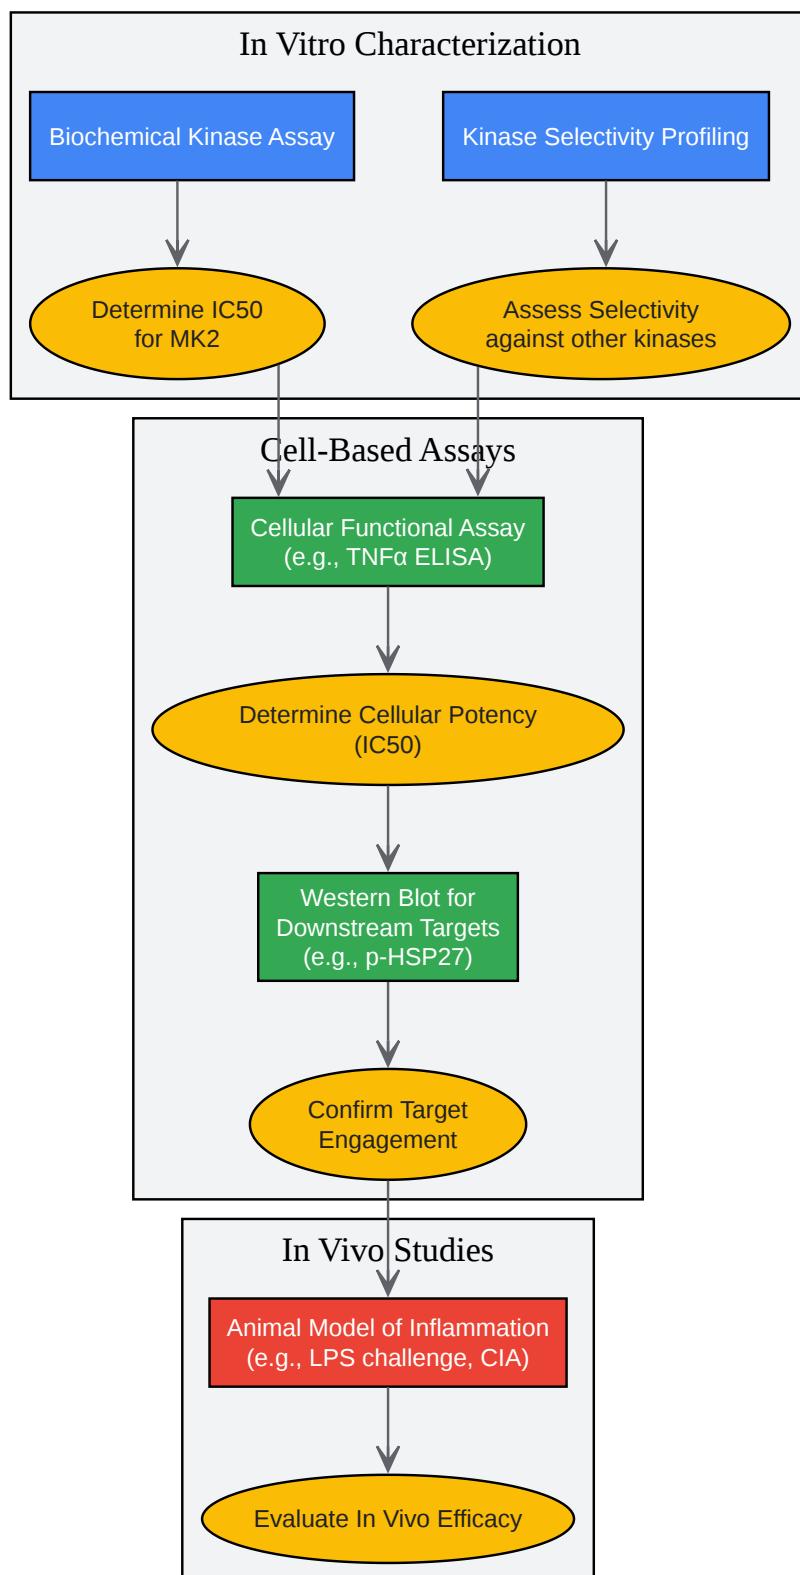 In Vitro Characterization
Biochemical Kinase Assay
Kinase Selectivity Profiling
Determine IC50
for MK2
Assess Selectivity
against other kinases
Cell-Based Assays
Cellular Functional Assay
(e.g., TNFα ELISA)
Determine Cellular Potency
(IC50)
Western Blot for
Downstream Targets
(e.g., p-HSP27)
Confirm Target
Engagement
In Vivo Studies
Animal Model of Inflammation
(e.g., LPS challenge, CIA)
Evaluate In Vivo Efficacy